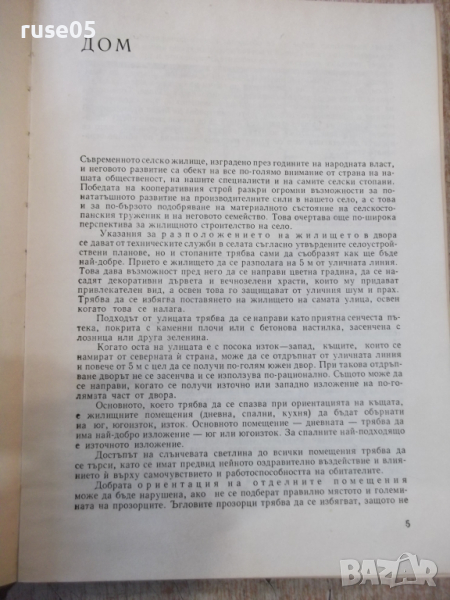 ruse05
ДОМ
Съвременното селско жилище, изградено през годините на народната власт,
и неговото развитие са обект на все по-голямо внимание от страна на на-
шата общественост, на нашите специалисти и на самите селски стопани.
Победата на кооперативния строй разкри огромни възможности за по-
нататъшното развитие на производителните сили в нашето село, а с това
и за по-бързото подобряване на материалното състояние на селскосто-
панския труженик и на неговото семейство. Това очертава още по-широка
перспектива за жилищното строителство на село.
Указания за разположението на жилището в двора
се дават от техническите служби в селата съгласно утвърдените селоустрой-
ствени планове, но и стопаните трябва сами да съобразят как ще бъде
най-добре. Прието е жилището да се разполага на 5 м от уличната линия.
Това дава възможност пред него да се направи цветна градина, да се на-
садят декоративни дървета и вечнозелени храсти, които му придават
привлекателен вид, а освен това го защищават от уличния шум и прах.
Трябва да се избягва поставянето на жилището на самата улица, освен
когато това се налага.
Подходът от улицата трябва да се направи като приятна сенчеста пъ-
тека, покрита с каменни плочи или с бетонова настилка, засенчена с
лозница или друга зеленина.
Когато оста на улицата е с посока изток—запад, къщите, които се
намират от северната ѝ страна, може да се отдръпнат от уличната линия
и повече от 5 м с цел да се получи по-голям южен двор. При такова отдръп-
ване дворът не се засенчва и се използува по-рационално. Същото може да
се направи, когато се получи източно или западно изложение на по-го-
лямата част от двора.
Основното, което трябва да се спазва при ориентацията на къщата,
е жилищните помещения (дневна, спални, кухня) да бъдат обърнати
на юг, югоизток, изток. Основното помещение — дневната — трябва да
има най-добро изложение — юг или югоизток. За спалните най-подходящо
е източното изложение.
Достъпът на слънчевата светлина до всички помещения трябва да
се търси, като се имат предвид нейното оздравително въздействие и влия-
нието ѝ върху самочувствието и работоспособността на обитателите.
Добрата ориентация на отделните помещения
може да бъде нарушена, ако не се подберат правилно мястото и големи-
ната на прозорците. Ъгловите прозорци трябва да се избягват, защото не
5
bazar.bg